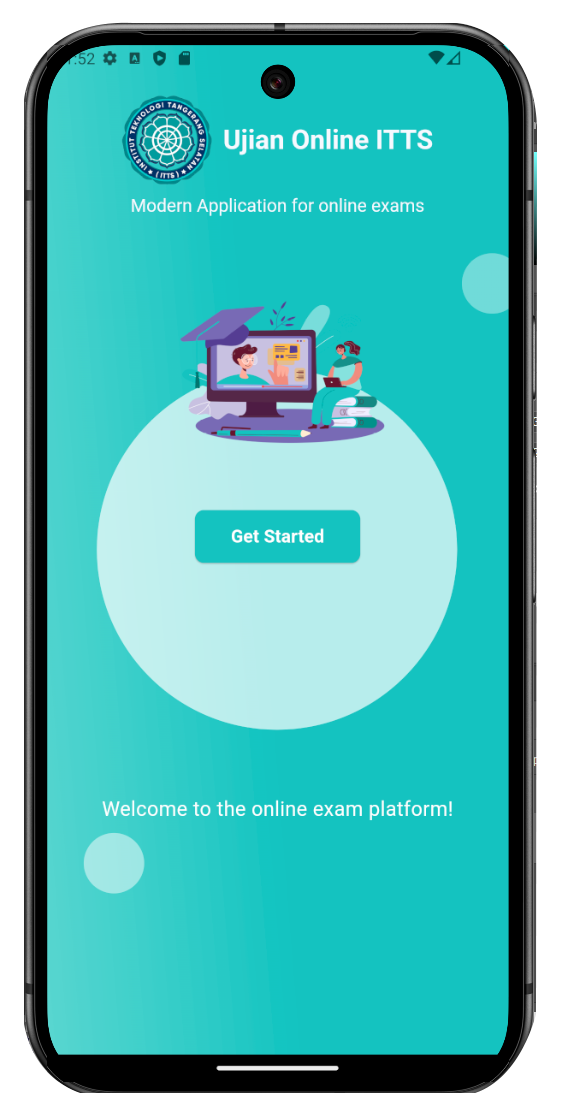 :52
INSTITUT TEKNOLOGI TANGERANG SELATAN
(ITTS)
Ujian Online ITTS
Modern Application for online exams
Get Started
Welcome to the online exam platform!